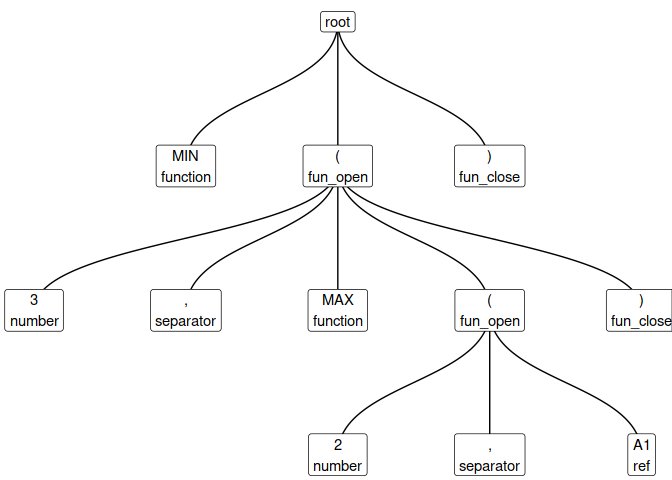 root
MIN
function
(
fun_open
)
fun_close
3
number
,
separator
MAX
function
(
fun_open
)
fun_close
2
number
,
separator
A1
ref